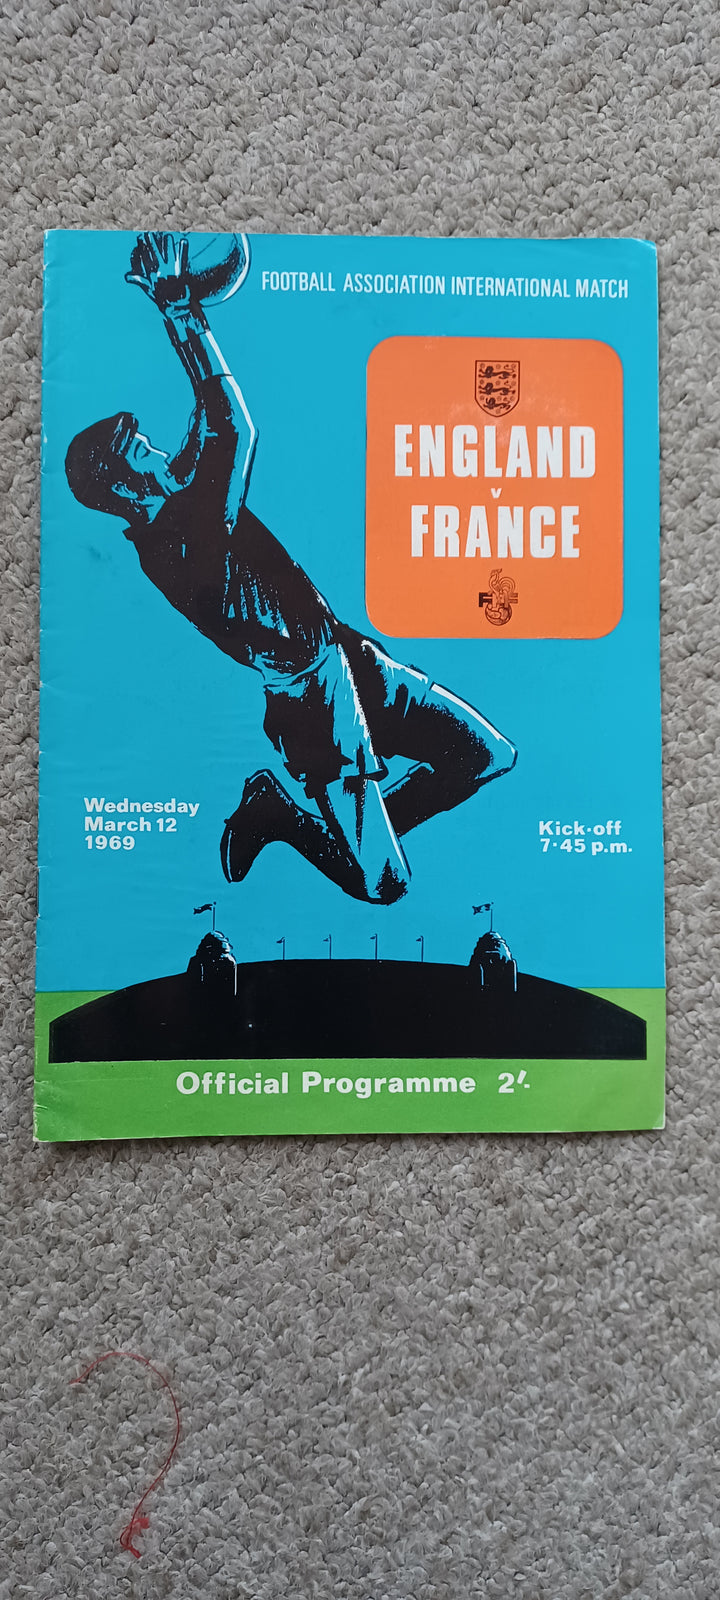 FOOTBALL ASSOCIATION INTERNATIONAL MATCH
ENGLAND
v
FRANCE
Wednesday
March 12
1969
Kick-off
7·45 p.m.
Official Programme 2/-